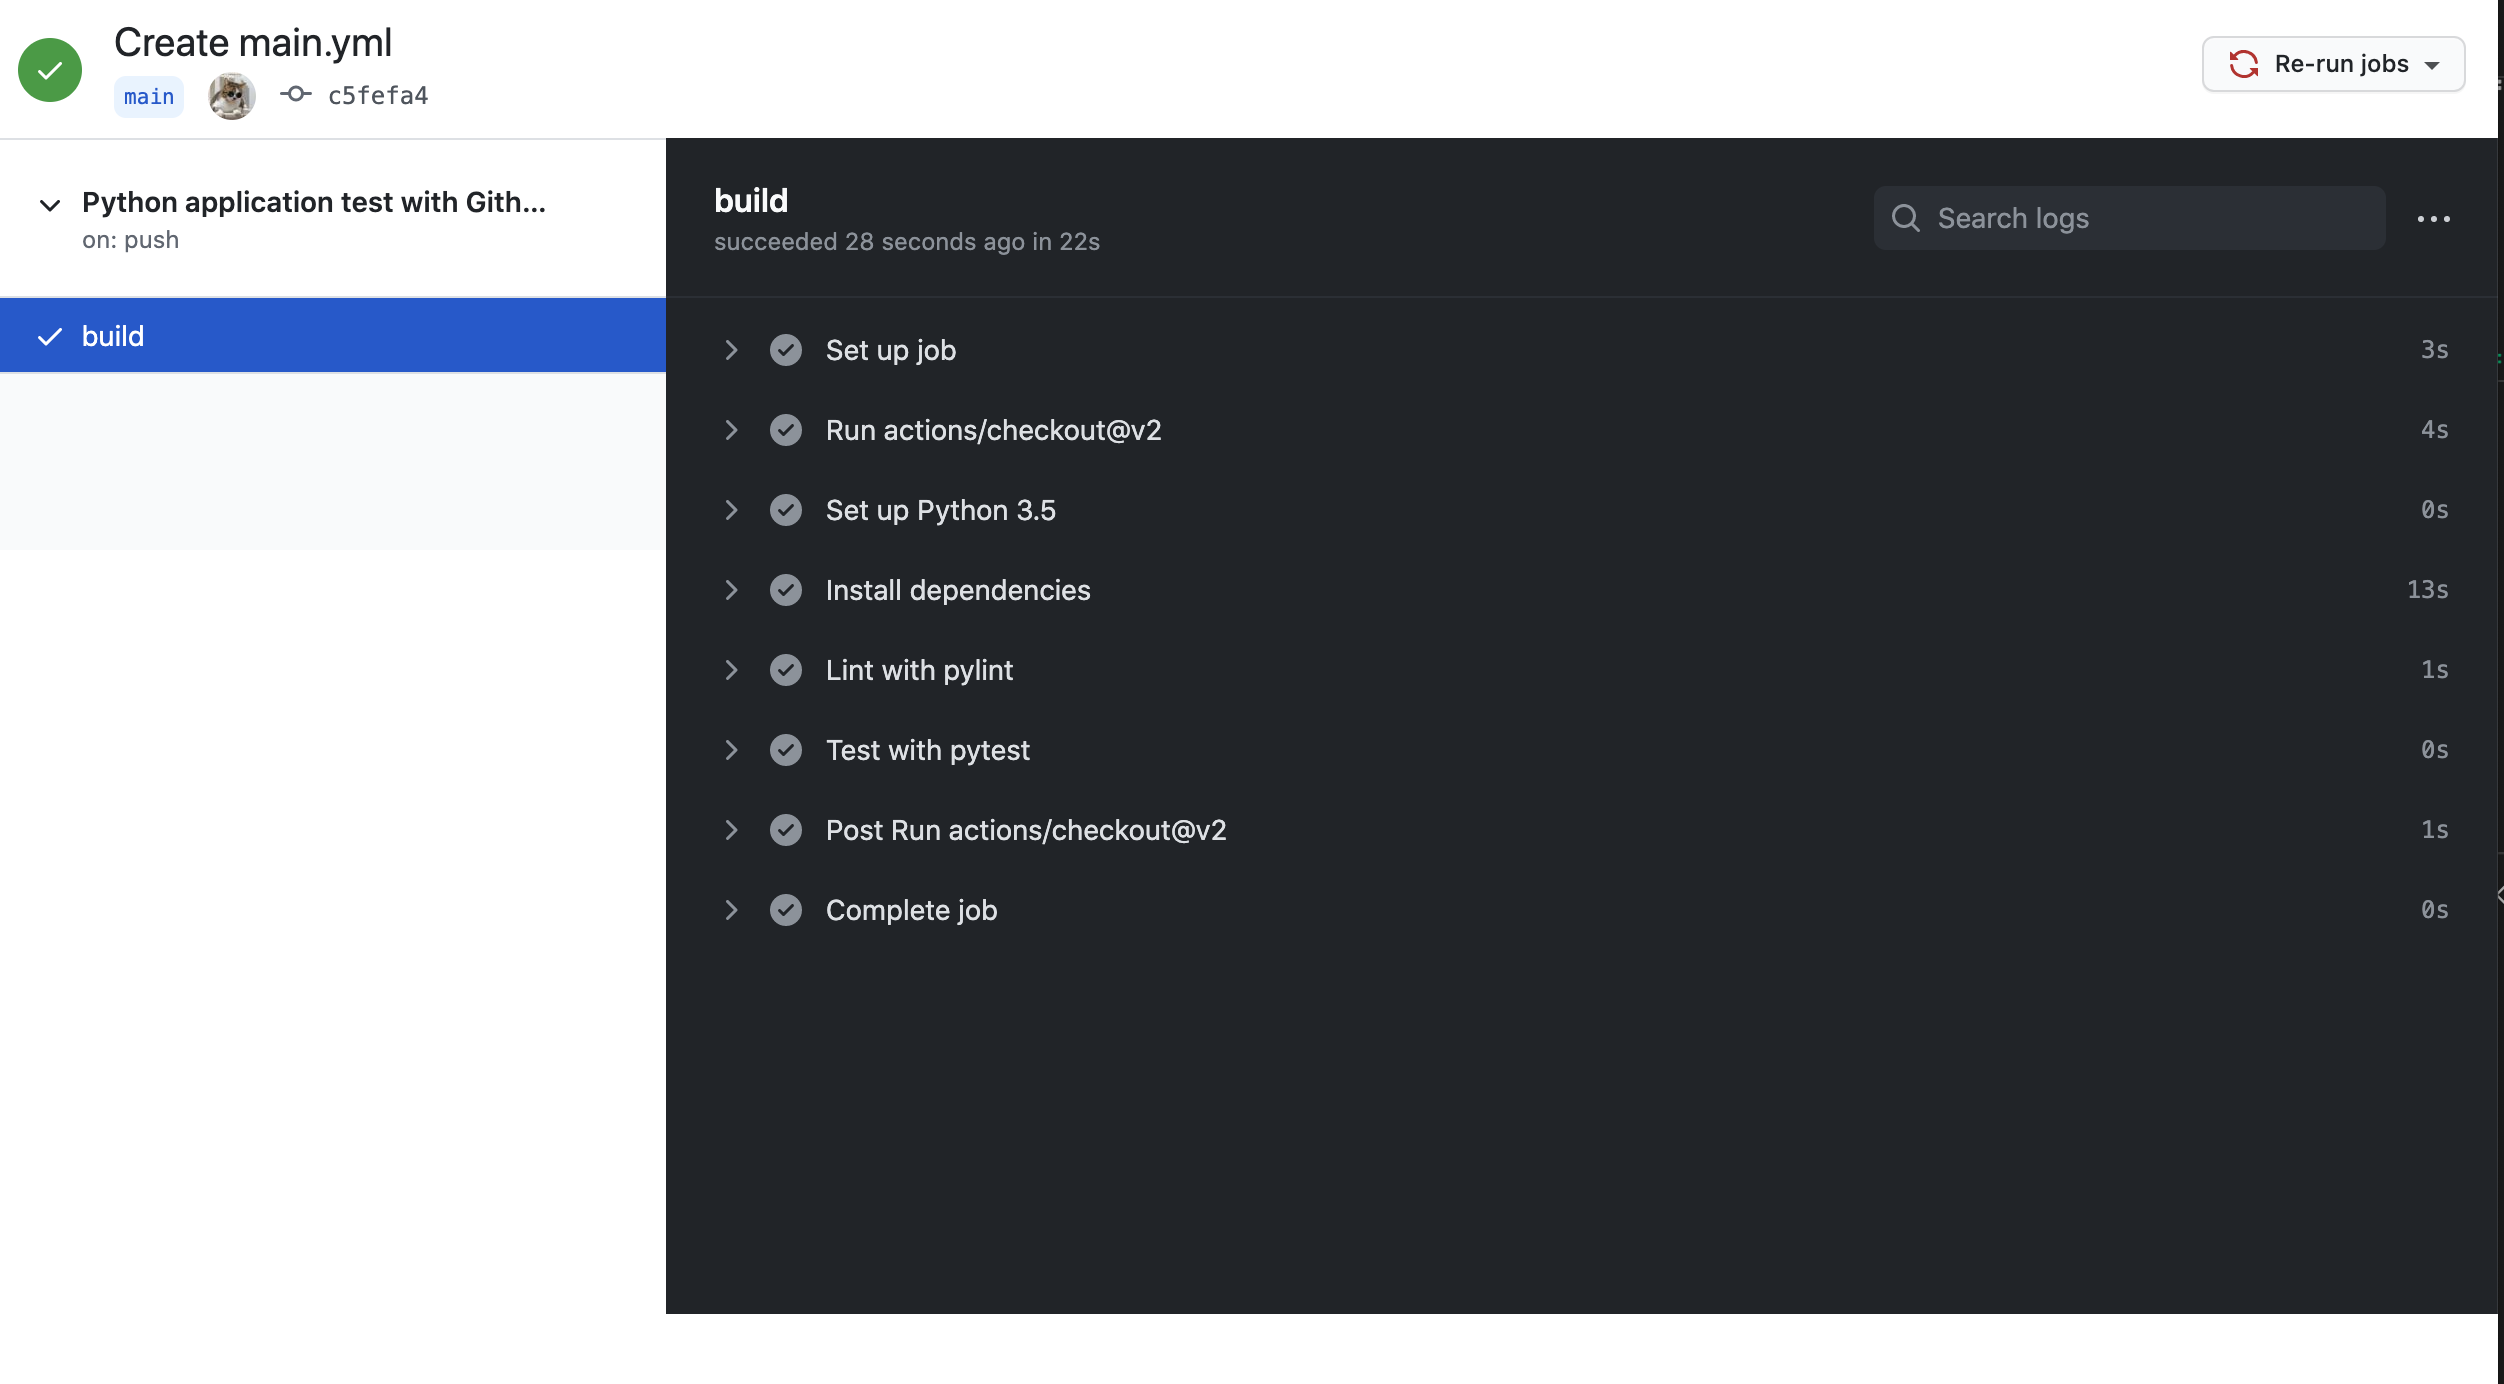 Create main.yml
main c5fefa4
Re-run jobs
Python application test with Gith...
on: push
build
build
succeeded 28 seconds ago in 22s
Search logs
Set up job 3s
Run actions/checkout@v2 4s
Set up Python 3.5 0s
Install dependencies 13s
Lint with pylint 1s
Test with pytest 0s
Post Run actions/checkout@v2 1s
Complete job 0s